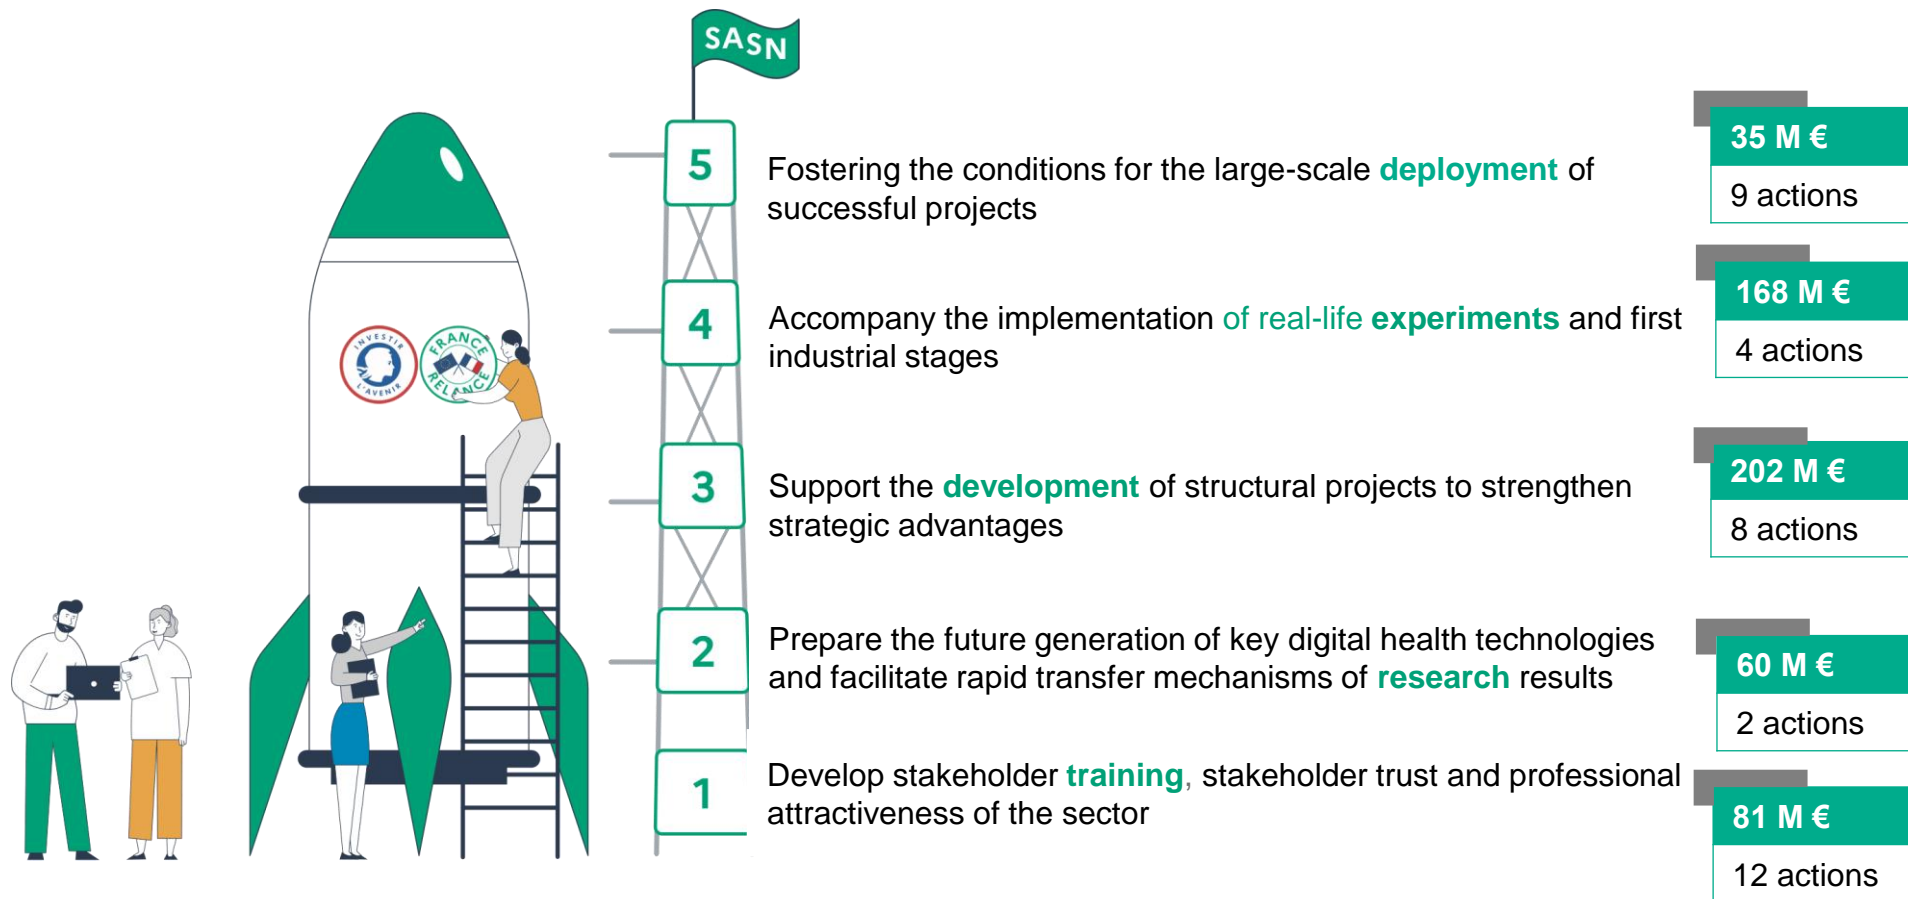 SASN
5
Fostering the conditions for the large-scale deployment of
successful projects
35 M €
9 actions
4
Accompany the implementation of real-life experiments and first
industrial stages
168 M €
4 actions
INVESTIR
L'AVENIR
FRANCE
RELANCE
3
Support the development of structural projects to strengthen
strategic advantages
202 M €
8 actions
2
Prepare the future generation of key digital health technologies
and facilitate rapid transfer mechanisms of research results
60 M €
2 actions
1
Develop stakeholder training, stakeholder trust and professional
attractiveness of the sector
81 M €
12 actions